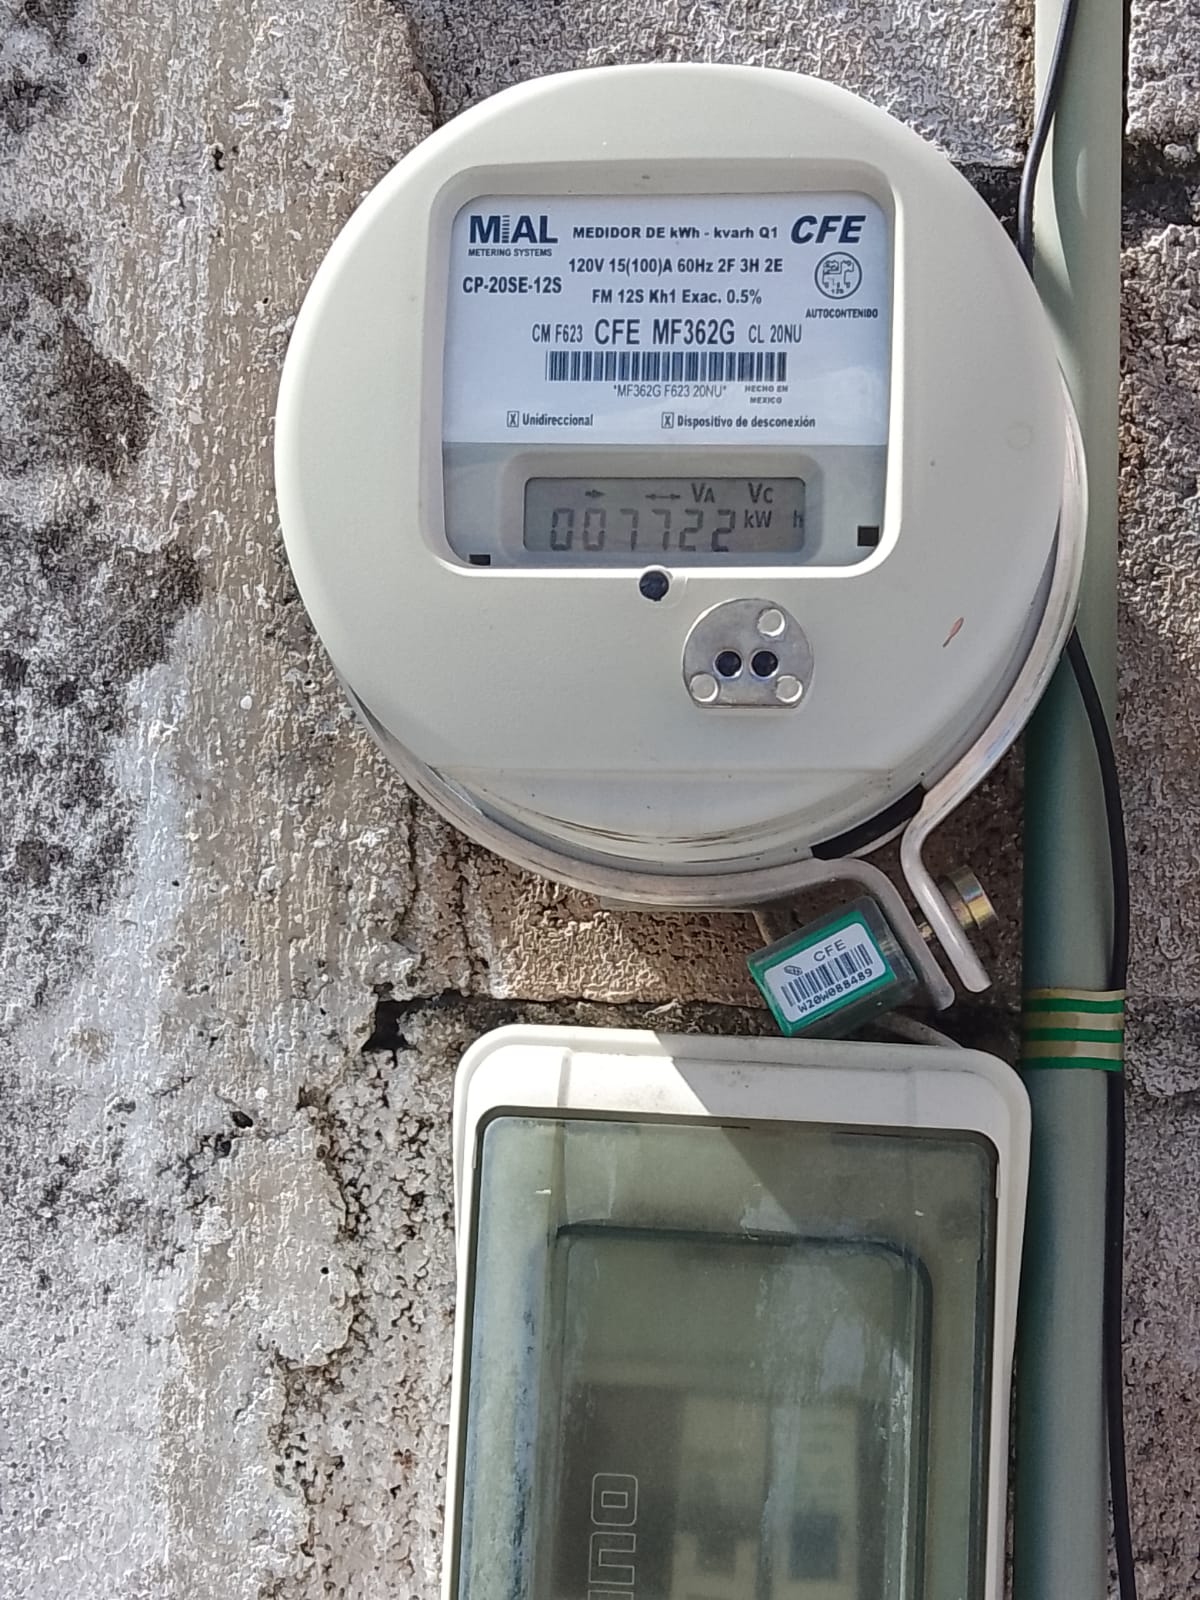 MIAL
METERING SYSTEMS
MEDIDOR DE kWh - kvarh Q1
CFE
120V 15(100)A 60Hz 2F 3H 2E
CP-20SE-12S
FM 12S Kh1 Exac. 0.5%
AUTOCONTENIDO
CM F623 CFE MF362G CL 20NU
*MF362G F623 20NU*
HECHO EN
MEXICO
X Unidireccional
X Dispositivo de desconexión
VA VC
007722 kW h
CFE
W20W088489